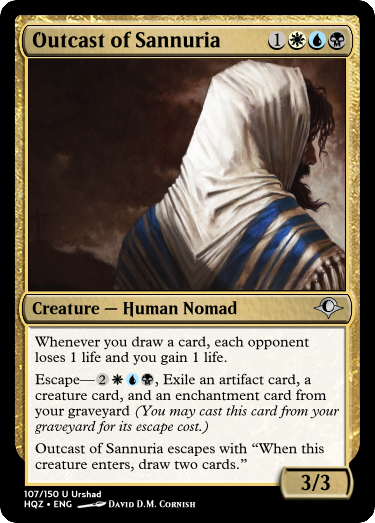 Outcast of Sannuria 1
Creature — Human Nomad
Whenever you draw a card, each opponent
loses 1 life and you gain 1 life.
Escape—2, Exile an artifact card, a
creature card, and an enchantment card from
your graveyard (You may cast this card from your
graveyard for its escape cost.)
Outcast of Sannuria escapes with “When this
creature enters, draw two cards.”
3/3
107/150 U Urshad
HQZ • ENG DAVID D.M. CORNISH